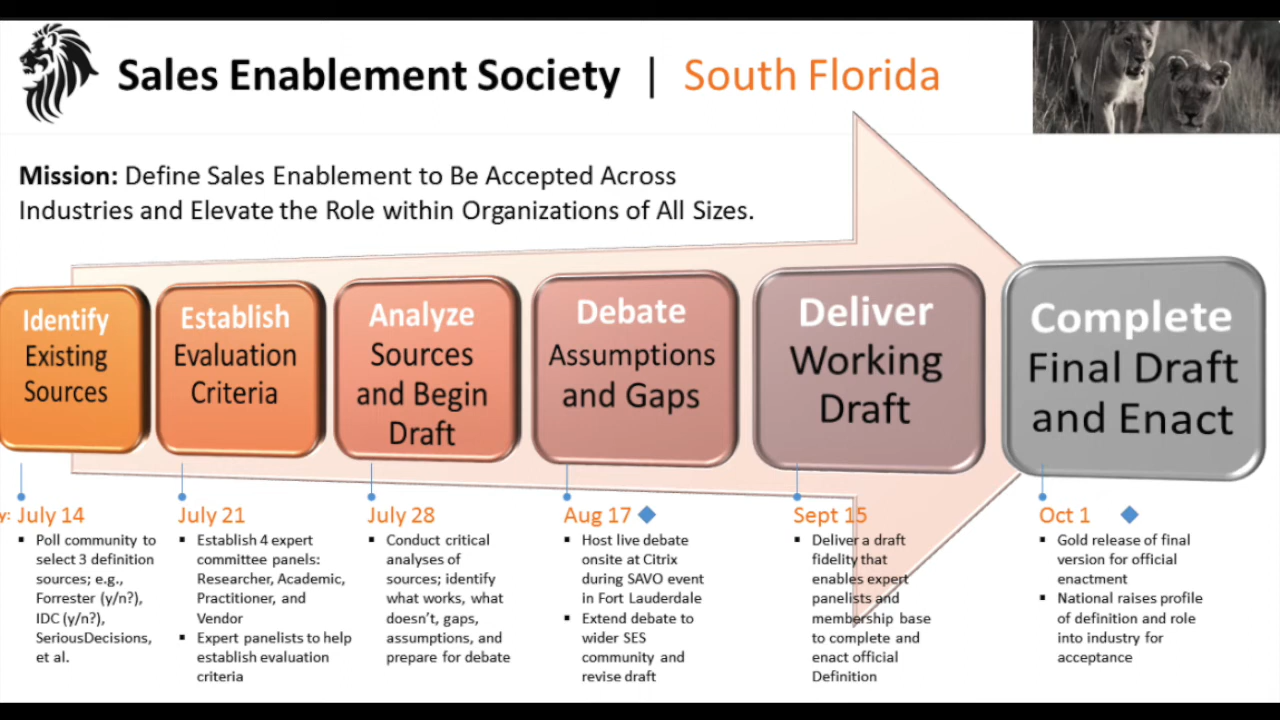 Sales Enablement Society | South Florida
Mission: Define Sales Enablement to Be Accepted Across
Industries and Elevate the Role within Organizations of All Sizes.
Identify
Existing
Sources
Establish
Evaluation
Criteria
Analyze
Sources
and Begin
Draft
Debate
Assumptions
and Gaps
Deliver
Working
Draft
Complete
Final Draft
and Enact
y: July 14
▪ Poll community to
select 3 definition
sources; e.g.,
Forrester (y/n?),
IDC (y/n?),
SeriousDecisions,
et al.
July 21
▪ Establish 4 expert
committee panels:
Researcher, Academic,
Practitioner, and
Vendor
▪ Expert panelists to help
establish evaluation
criteria
July 28
▪ Conduct critical
analyses of
sources; identify
what works, what
doesn't, gaps,
assumptions, and
prepare for debate
Aug 17
▪ Host live debate
onsite at Citrix
during SAVO event
in Fort Lauderdale
▪ Extend debate to
wider SES
community and
revise draft
Sept 15
▪ Deliver a draft
fidelity that
enables expert
panelists and
membership base
to complete and
enact official
Definition
Oct 1
▪ Gold release of final
version for official
enactment
▪ National raises profile
of definition and role
into industry for
acceptance